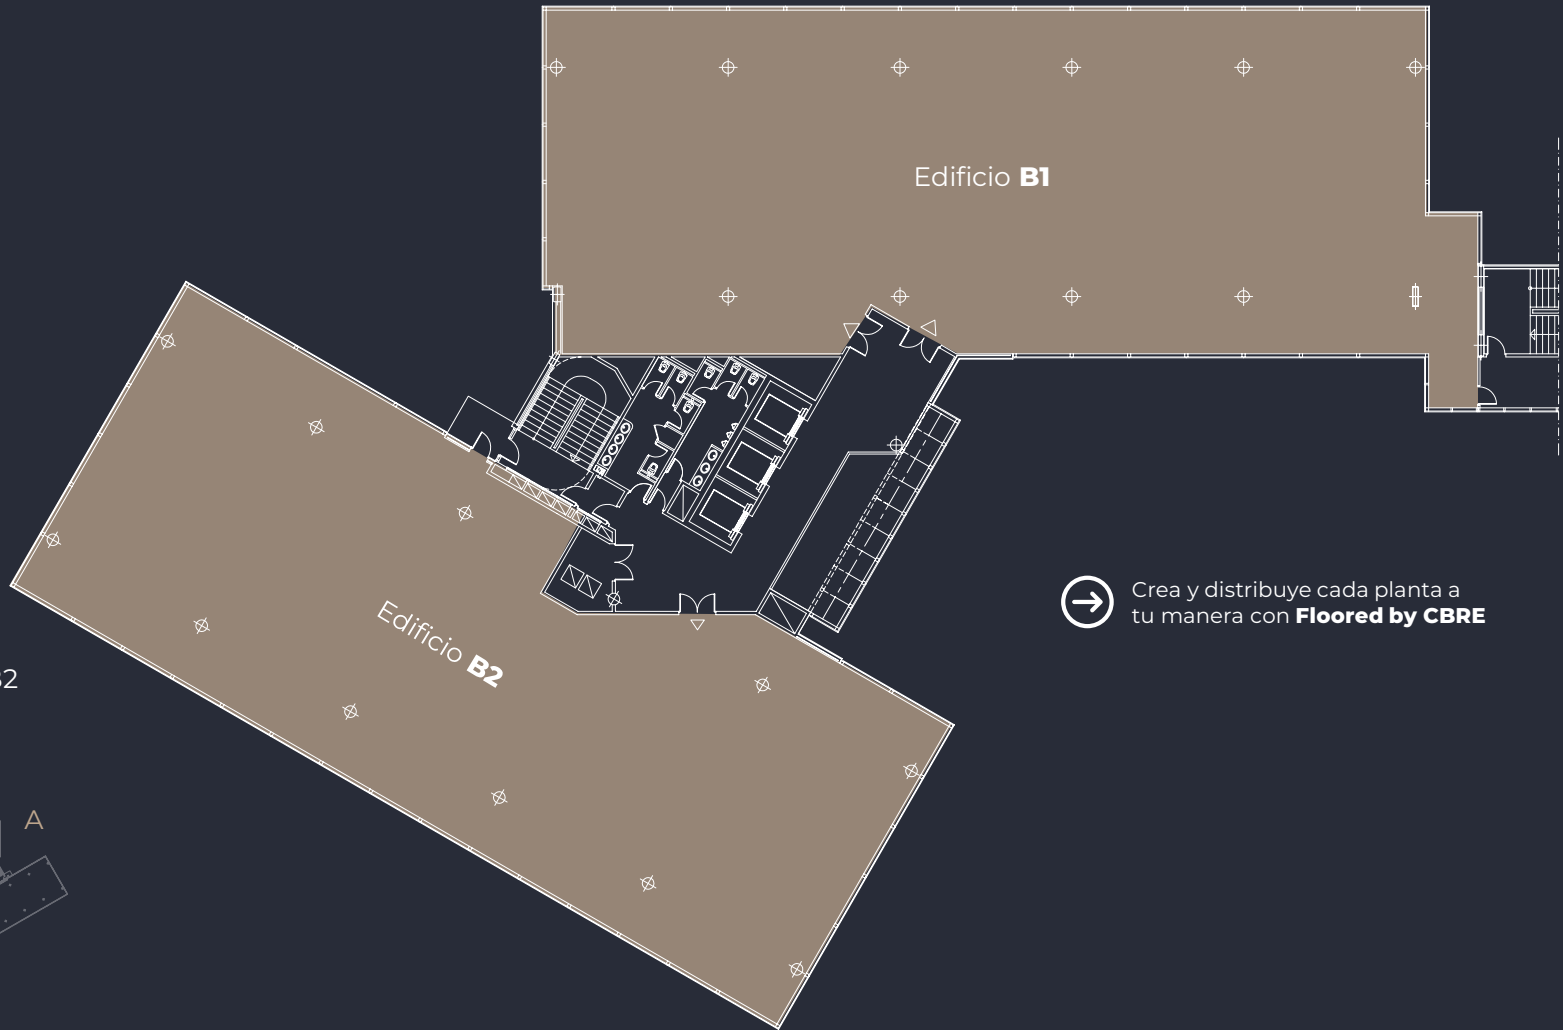 Edificio B1
Edificio B2
Crea y distribuye cada planta a
tu manera con Floored by CBRE
A